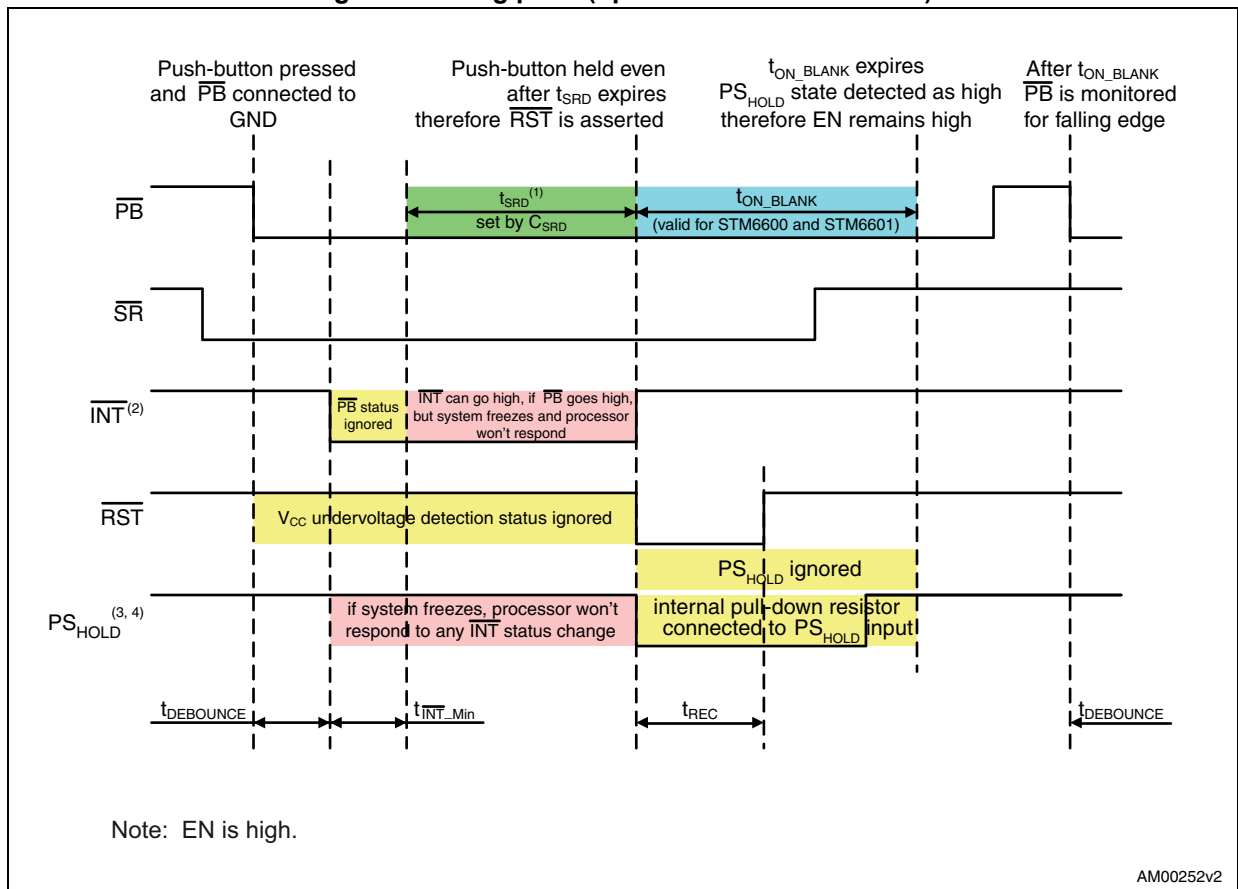 Push-button pressed
and PB connected to
GND
Push-button held even
after tSRD expires
therefore RST is asserted
tON_BLANK expires
PSHOLD state detected as high
therefore EN remains high
After tON_BLANK
PB is monitored
for falling edge
PB
tSRD(1)
set by CSRD
tON_BLANK
(valid for STM6600 and STM6601)
SR
INT(2)
PB status
ignored
INT can go high, if PB goes high,
but system freezes and processor
won't respond
RST
VCC undervoltage detection status ignored
PSHOLD ignored
PSHOLD(3, 4)
if system freezes, processor won't
respond to any INT status change
internal pull-down resistor
connected to PSHOLD input
tDEBOUNCE
tINT_Min
tREC
tDEBOUNCE
Note: EN is high.
AM00252v2